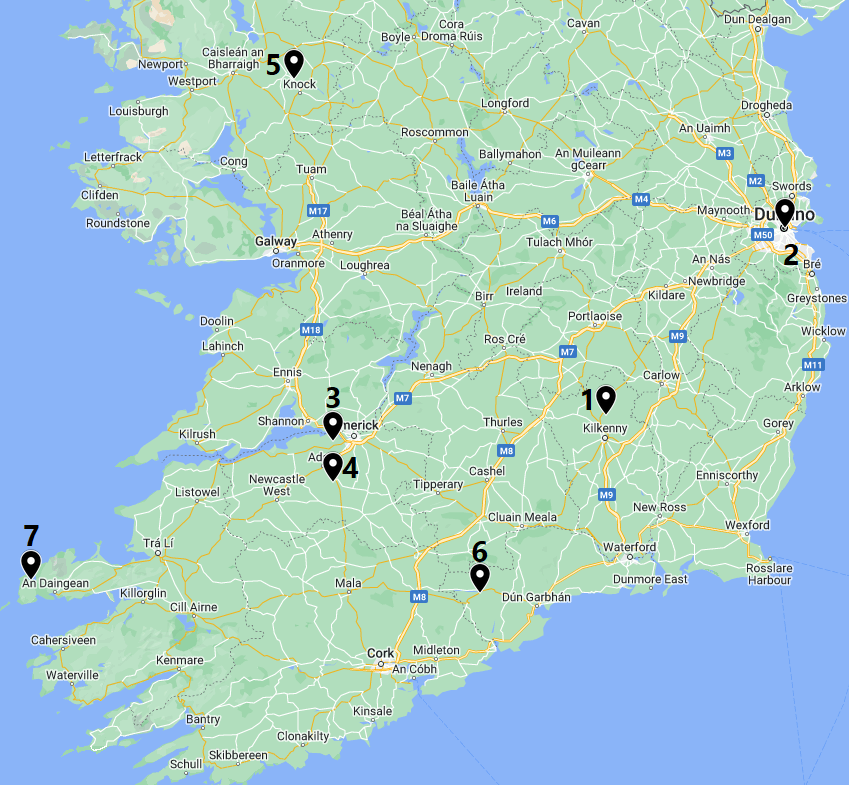 Dun Dealgan
Cora
Droma Rúis
Cavan
Boyle
Caisleán an
Bharraigh
Newport
Westport
5
Knock
Louisburgh
Longford
Drogheda
Roscommon
An Uaimh
M3
Letterfrack
Cong
Tuam
Ballymahon
An Muileann
gCearr
M2
Swords
Clifden
Baile Átha
Luain
M4
Maynooth
M17
Roundstone
Béal Átha
na Sluaighe
M6
M50
2
Galway
Athenry
Oranmore
Loughrea
Tulach Mhór
An Nás
Bré
Newbridge
Birr
Ireland
Kildare
Greystones
Doolin
M18
Portlaoise
Wicklow
Lahinch
Ros Cré
M7
M9
M11
Ennis
Nenagh
Carlow
Arklow
3
M7
1
Shannon
Thurles
Kilkenny
Gorey
Kilrush
M8
4
Newcastle
West
Cashel
Enniscorthy
Listowel
Tipperary
M9
New Ross
Cluain Meala
Wexford
7
Trá Lí
6
Waterford
Rosslare
Harbour
An Daingean
Mala
M8
Dún Garbhán
Dunmore East
Killorglin
Cill Airne
Cahersiveen
Cork
Midleton
Kenmare
An Cóbh
Waterville
Bantry
Kinsale
Clonakilty
Skibbereen
Schull